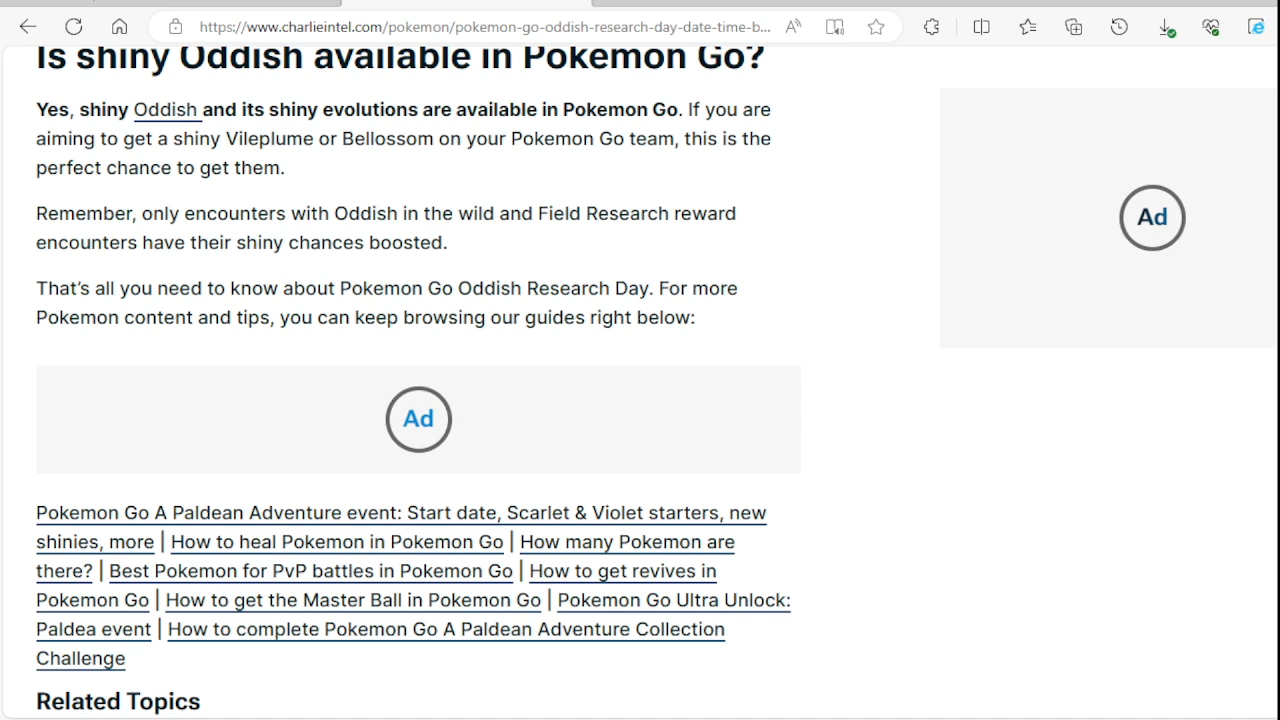 https://www.charlieintel.com/pokemon/pokemon-go-oddish-research-day-date-time-b...
Is shiny Oddish available in Pokemon Go?
Yes, shiny Oddish and its shiny evolutions are available in Pokemon Go. If you are
aiming to get a shiny Vileplume or Bellossom on your Pokemon Go team, this is the
perfect chance to get them.
Ad
Remember, only encounters with Oddish in the wild and Field Research reward
encounters have their shiny chances boosted.
That’s all you need to know about Pokemon Go Oddish Research Day. For more
Pokemon content and tips, you can keep browsing our guides right below:
Ad
Pokemon Go A Paldean Adventure event: Start date, Scarlet & Violet starters, new
shinies, more | How to heal Pokemon in Pokemon Go | How many Pokemon are
there? | Best Pokemon for PvP battles in Pokemon Go | How to get revives in
Pokemon Go | How to get the Master Ball in Pokemon Go | Pokemon Go Ultra Unlock:
Paldea event | How to complete Pokemon Go A Paldean Adventure Collection
Challenge
Related Topics